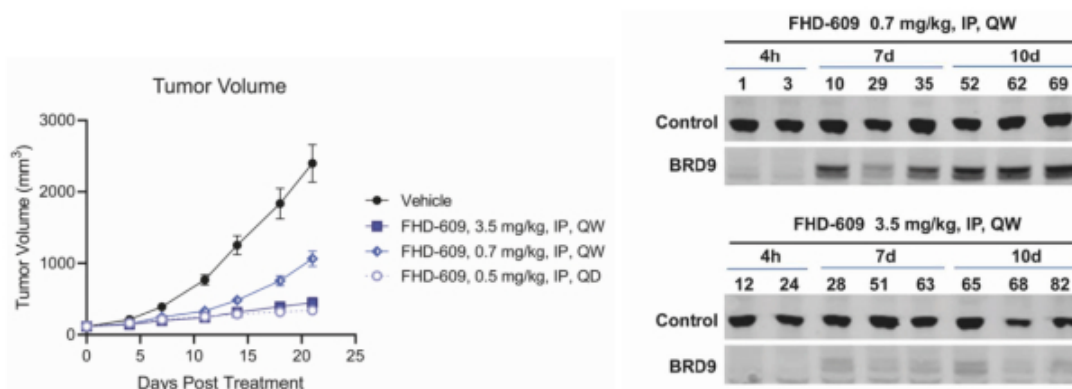 Tumor Volume
Tumor Volume (mm³)
3000
2000
1000
0
0 5 10 15 20 25
Days Post Treatment
Vehicle
FHD-609, 3.5 mg/kg, IP, QW
FHD-609, 0.7 mg/kg, IP, QW
FHD-609, 0.5 mg/kg, IP, QD
FHD-609 0.7 mg/kg, IP, QW
4h 7d 10d
1 3 10 29 35 52 62 69
Control
BRD9
FHD-609 3.5 mg/kg, IP, QW
4h 7d 10d
12 24 28 51 63 65 68 82
Control
BRD9